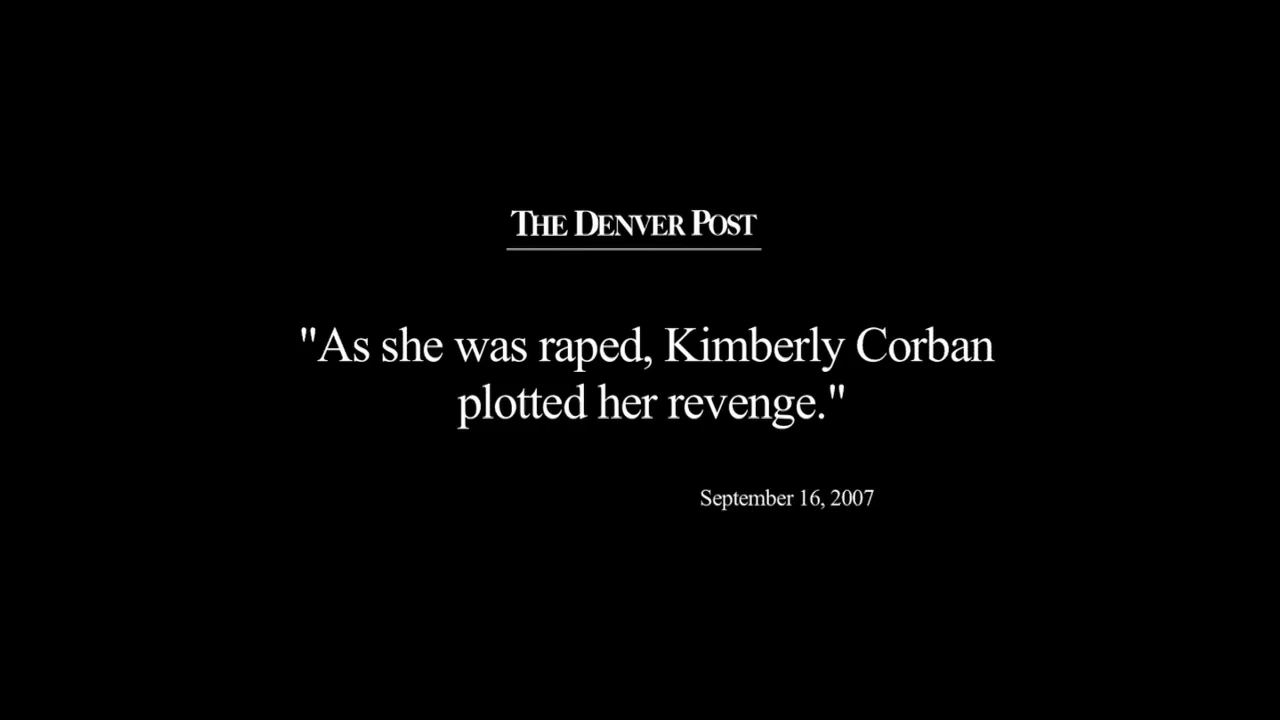 THE DENVER POST
"As she was raped, Kimberly Corban
plotted her revenge."
September 16, 2007